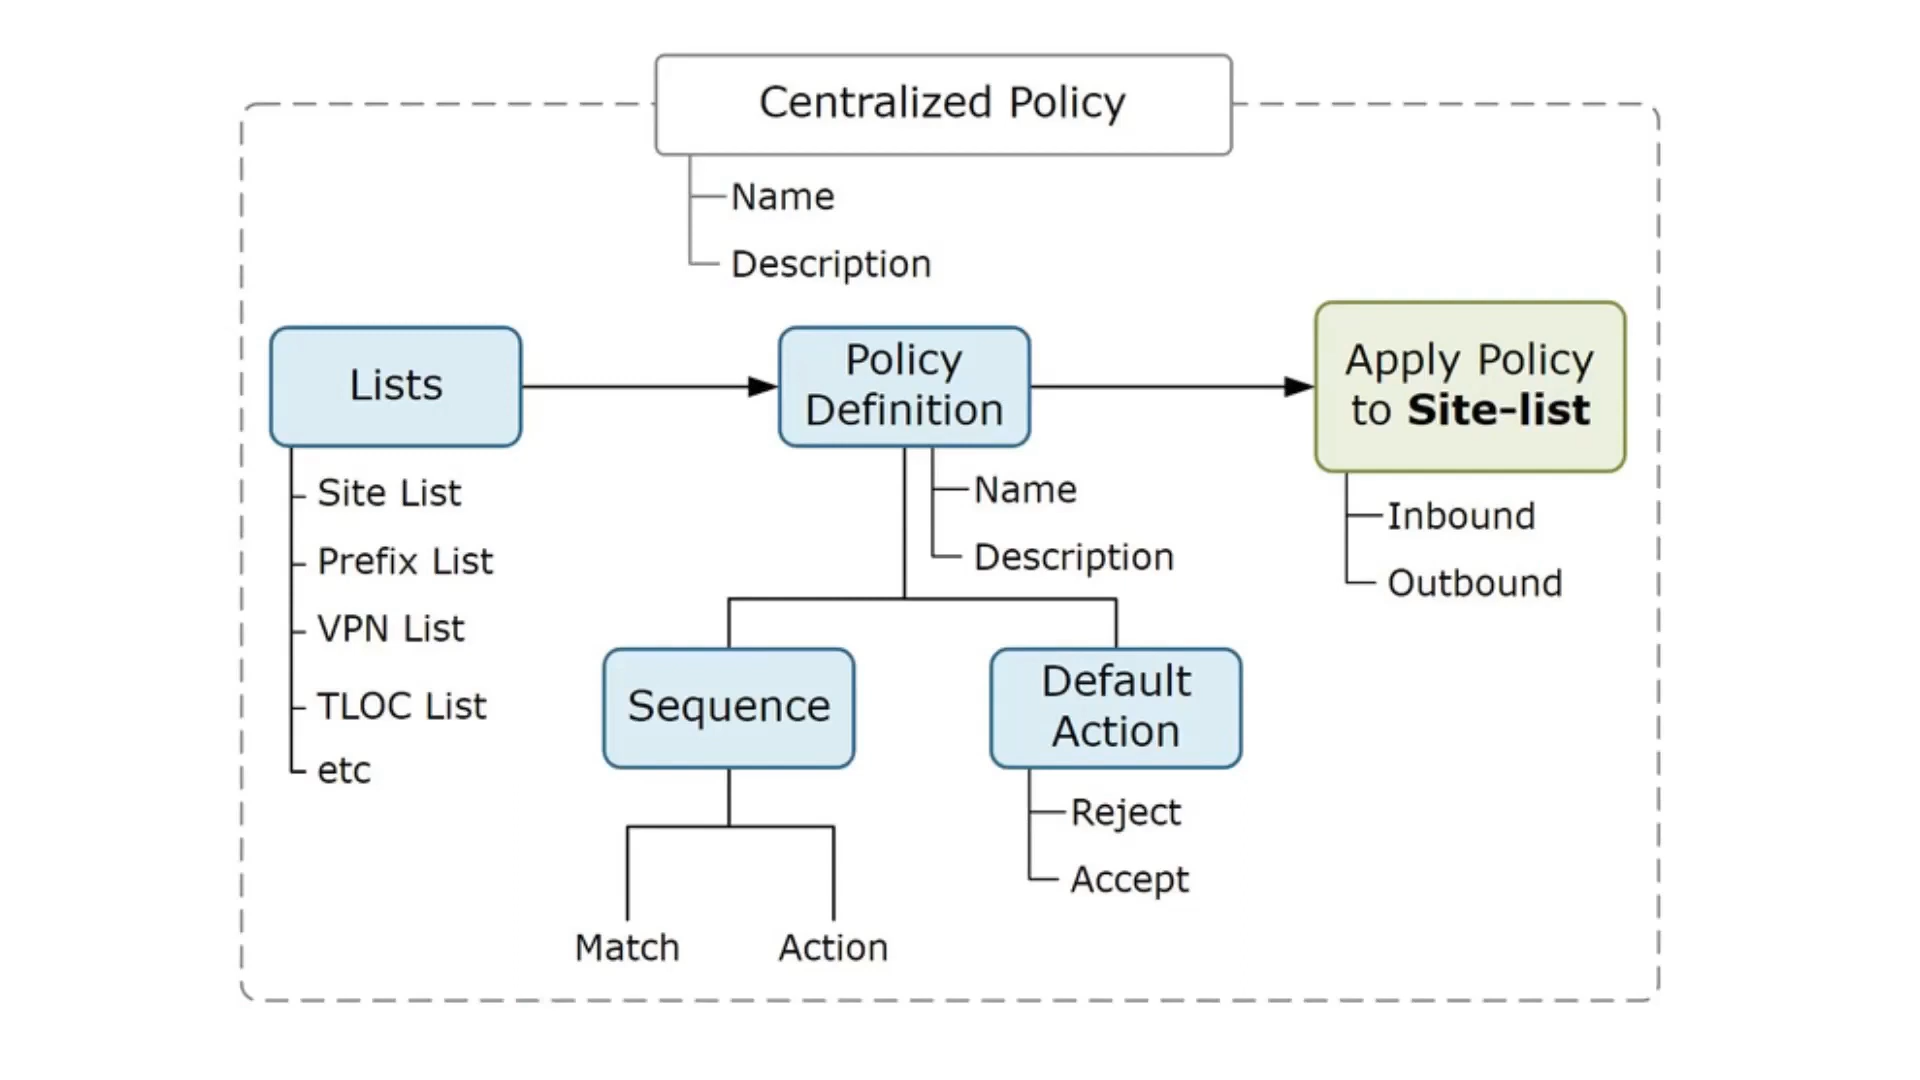 Centralized Policy
Name
Description
Lists
Site List
Prefix List
VPN List
TLOC List
etc
Policy
Definition
Name
Description
Sequence
Match
Action
Default
Action
Reject
Accept
Apply Policy
to Site-list
Inbound
Outbound